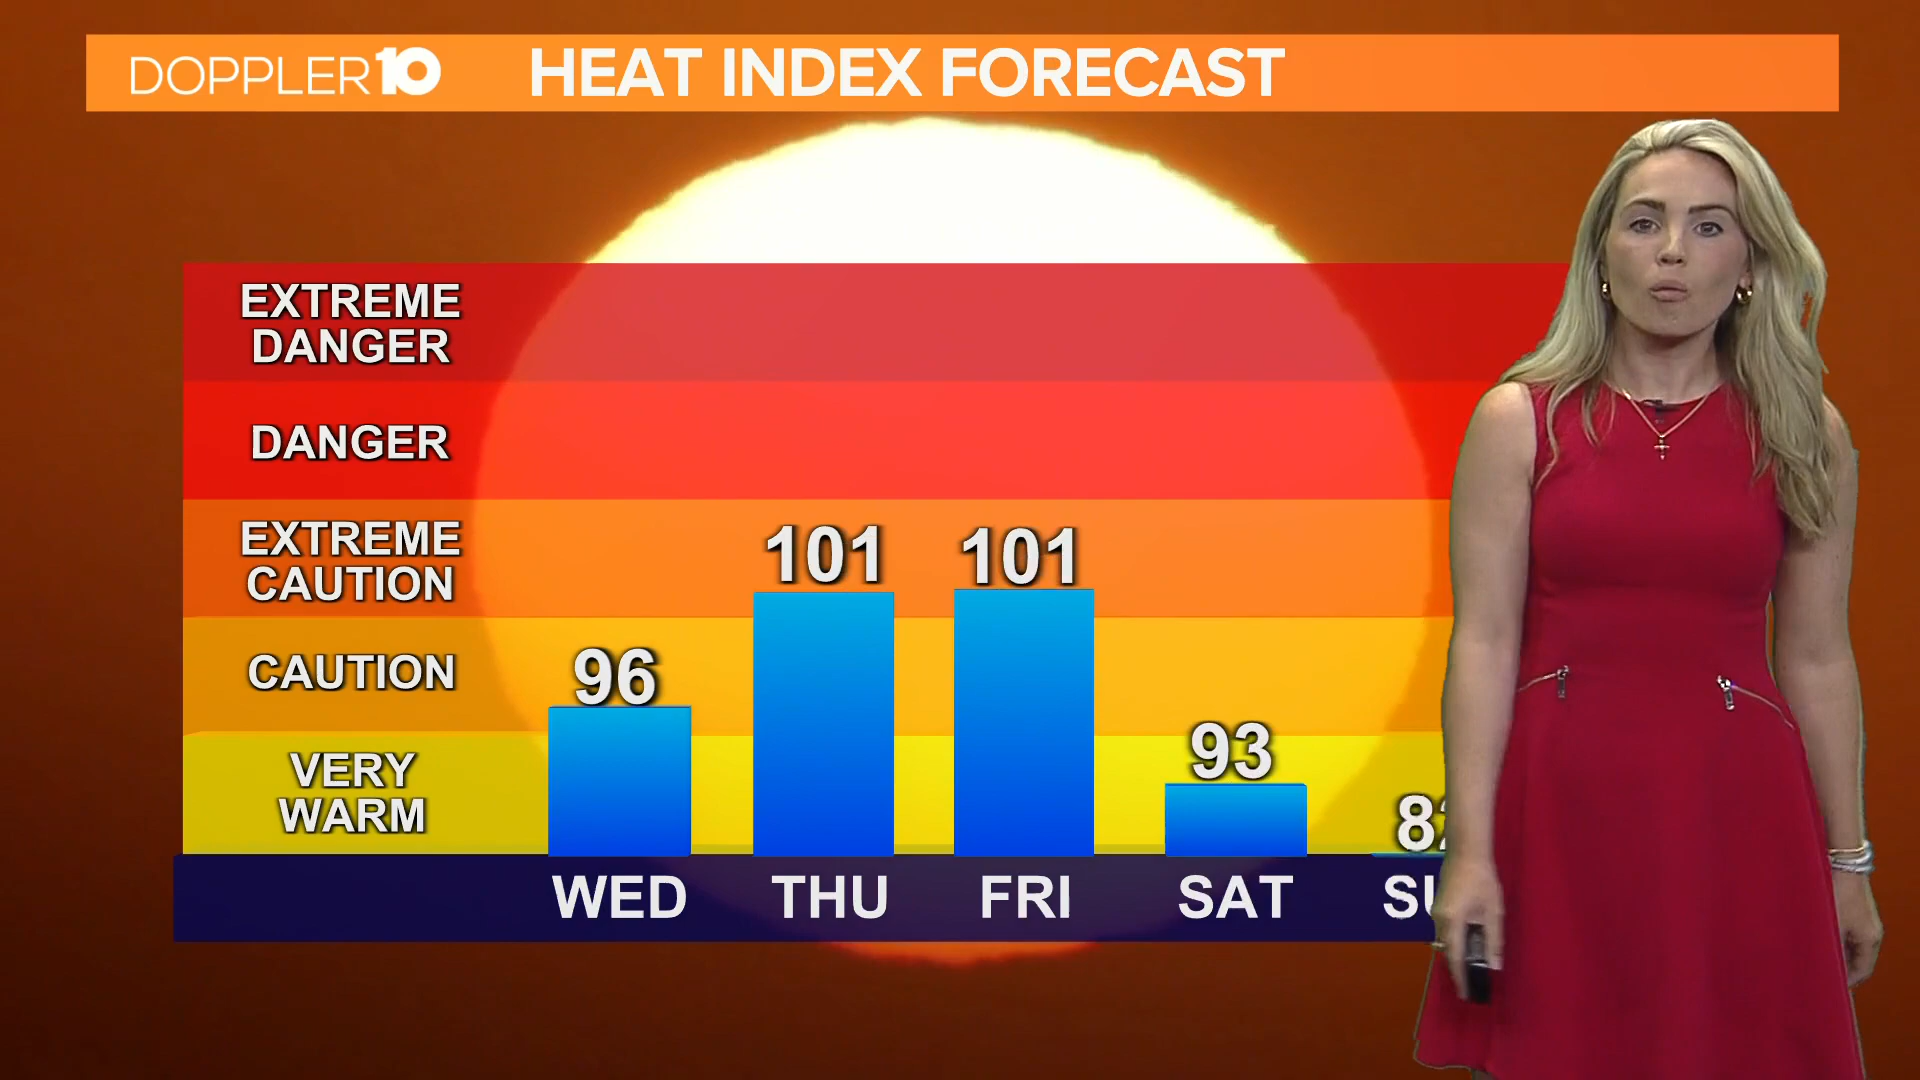 DOPPLER10 HEAT INDEX FORECAST
EXTREME
DANGER
DANGER
EXTREME
CAUTION
CAUTION
VERY
WARM
96
101
101
93
WED
THU
FRI
SAT